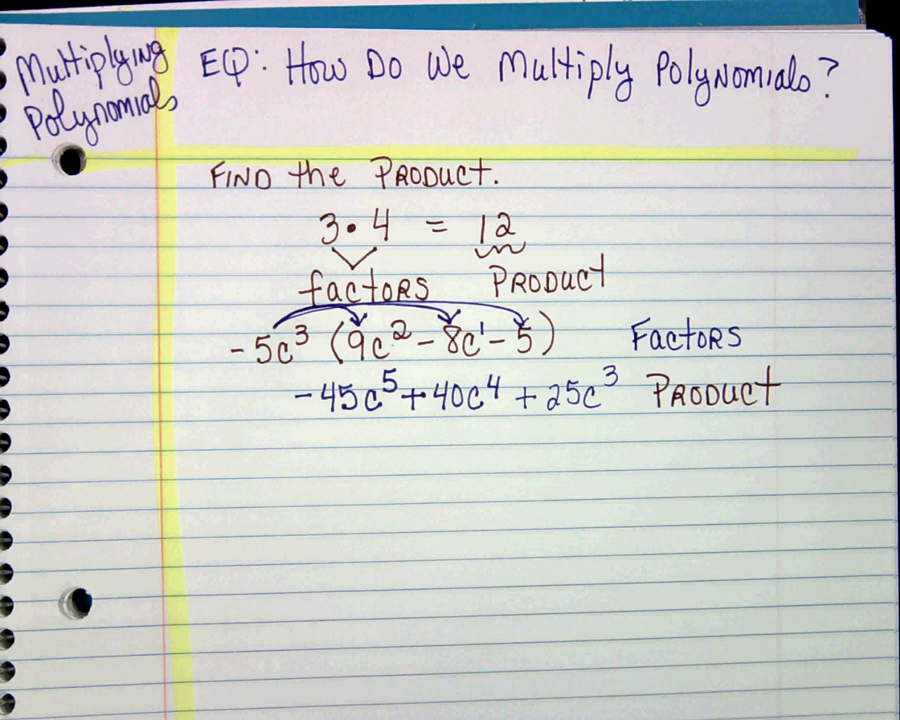 Multiplying
Polynomials
EQ: How Do We Multiply Polynomials?
FIND the PRODUCT.
3 • 4 = 12
factors PRODUCT
-5c³ (9c² - 8c¹ - 5) Factors
-45c⁵ + 40c⁴ + 25c³ PRODUCT